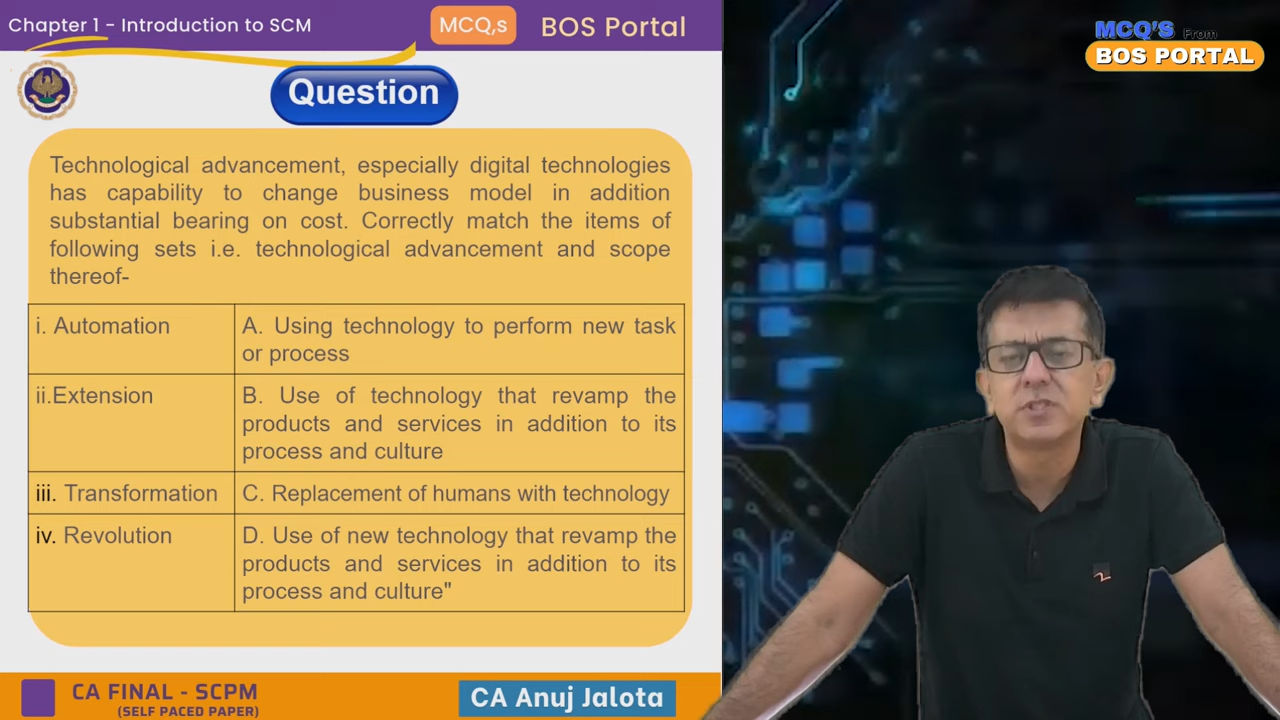 Chapter 1 - Introduction to SCM
MCQ,s
BOS Portal
MCQ'S From
BOS PORTAL
Question
Technological advancement, especially digital technologies
has capability to change business model in addition
substantial bearing on cost. Correctly match the items of
following sets i.e. technological advancement and scope
thereof-
i. Automation
A. Using technology to perform new task
or process
ii.Extension
B. Use of technology that revamp the
products and services in addition to its
process and culture
iii. Transformation
C. Replacement of humans with technology
iv. Revolution
D. Use of new technology that revamp the
products and services in addition to its
process and culture"
CA FINAL - SCPM
(SELF PACED PAPER)
CA Anuj Jalota